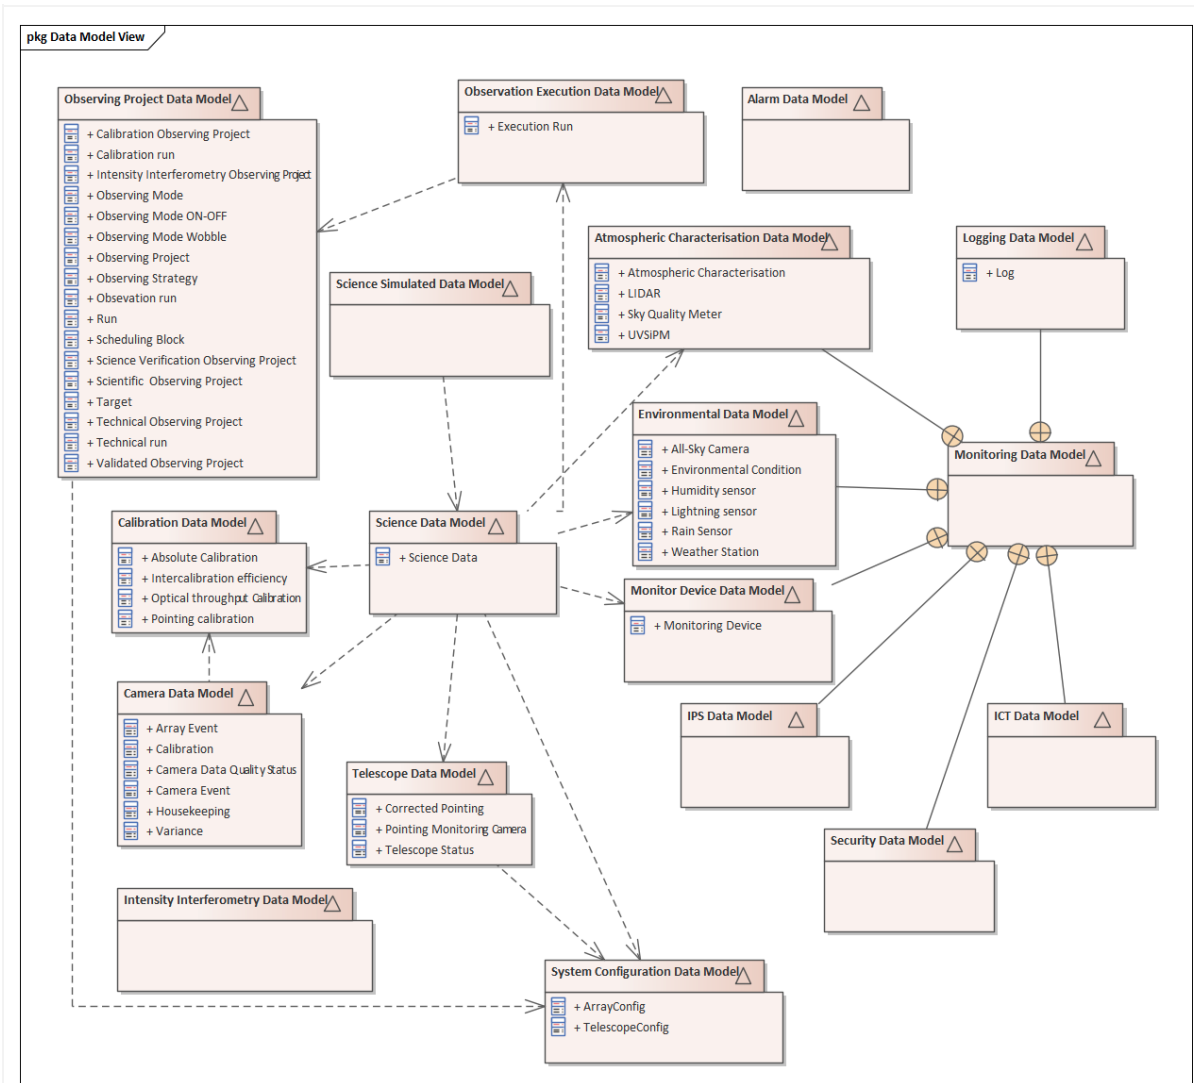 pkg Data Model View
Observing Project Data Model
+ Calibration Observing Project
+ Calibration run
+ Intensity Interferometry Observing Project
+ Observing Mode
+ Observing Mode ON-OFF
+ Observing Mode Wobble
+ Observing Project
+ Observing Strategy
+ Obsevation run
+ Run
+ Scheduling Block
+ Science Verification Observing Project
+ Scientific Observing Project
+ Target
+ Technical Observing Project
+ Technical run
+ Validated Observing Project
Observation Execution Data Model
+ Execution Run
Alarm Data Model
Science Simulated Data Model
Atmospheric Characterisation Data Model
+ Atmospheric Characterisation
+ LIDAR
+ Sky Quality Meter
+ UVSiPM
Logging Data Model
+ Log
Environmental Data Model
+ All-Sky Camera
+ Environmental Condition
+ Humidity sensor
+ Lightning sensor
+ Rain Sensor
+ Weather Station
Monitoring Data Model
Calibration Data Model
+ Absolute Calibration
+ Intercalibration efficiency
+ Optical throughput Calibration
+ Pointing calibration
Science Data Model
+ Science Data
Monitor Device Data Model
+ Monitoring Device
Camera Data Model
+ Array Event
+ Calibration
+ Camera Data Quality Status
+ Camera Event
+ Housekeeping
+ Variance
IPS Data Model
ICT Data Model
Telescope Data Model
+ Corrected Pointing
+ Pointing Monitoring Camera
+ Telescope Status
Security Data Model
Intensity Interferometry Data Model
System Configuration Data Model
+ ArrayConfig
+ TelescopeConfig